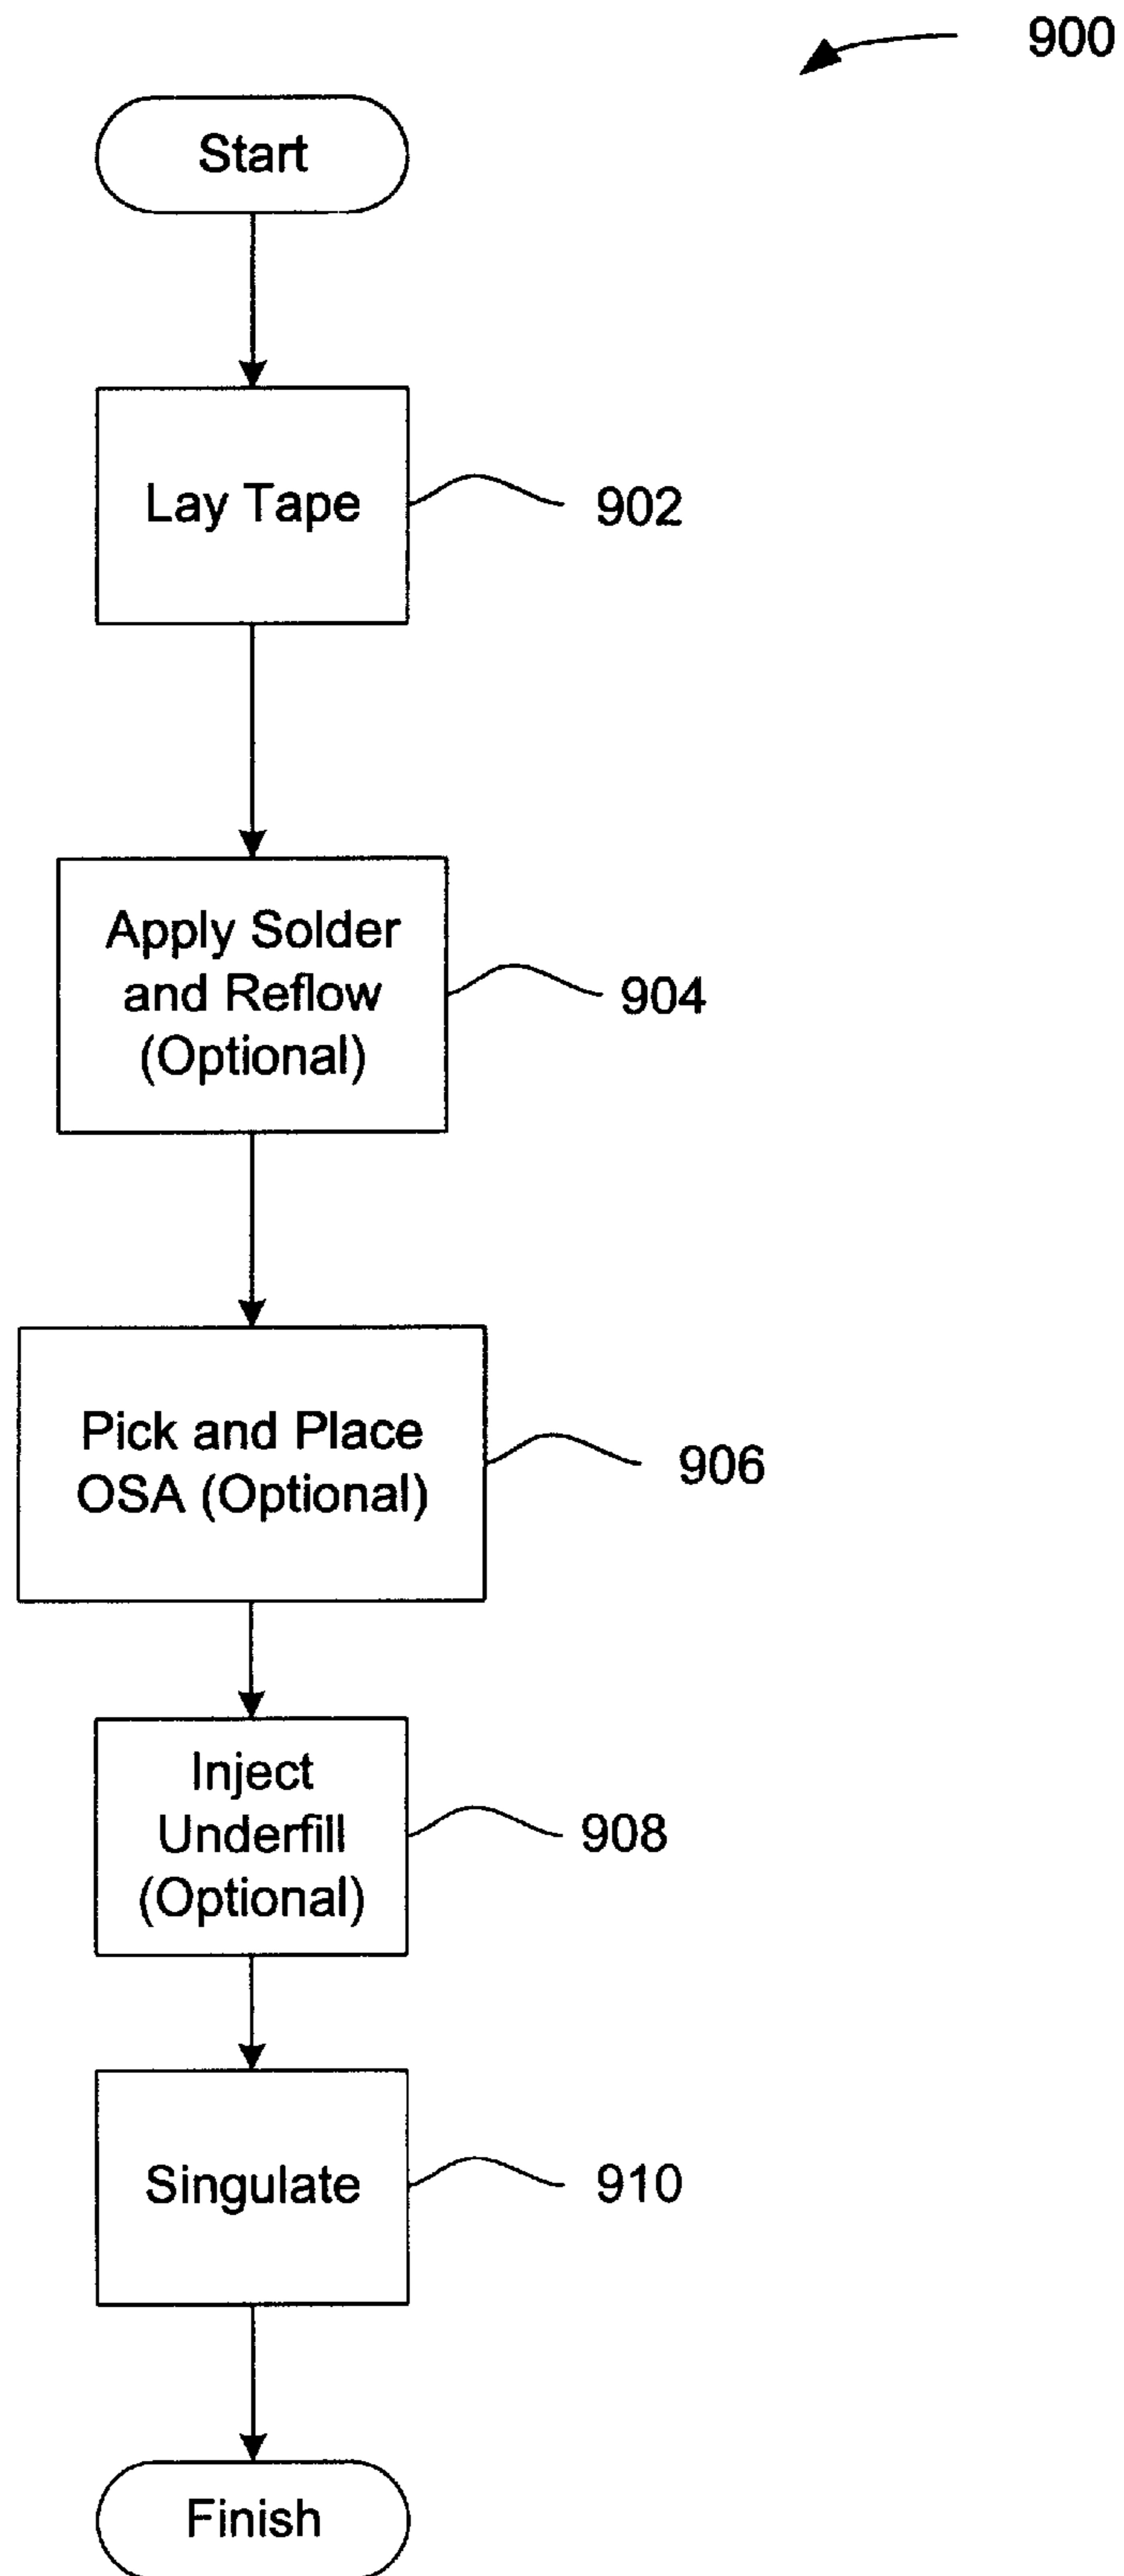 900
Start
Lay Tape
902
Apply Solder
and Reflow
(Optional)
904
Pick and Place
OSA (Optional)
906
Inject
Underfill
(Optional)
908
Singulate
910
Finish